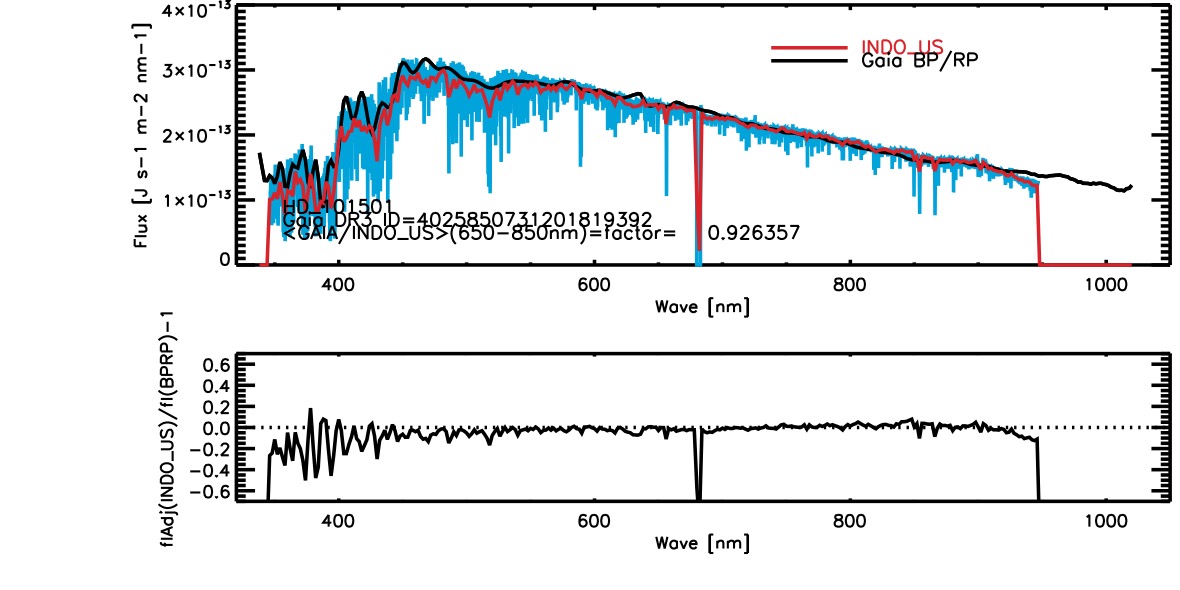 4×10−13
3×10−13
2×10−13
1×10−13
0
Flux [J s−1 m−2 nm−1]
INDO_US
Gaia BP/RP
HD_101501
Gaia DR3 ID=4025850731201819392
<GAIA/INDO_US>(650−850nm)=factor= 0.926357
400 600 800 1000
Wave [nm]
flAdj(INDO_US)/fl(BPRP)−1
0.6
0.4
0.2
0.0
−0.2
−0.4
−0.6
400 600 800 1000
Wave [nm]